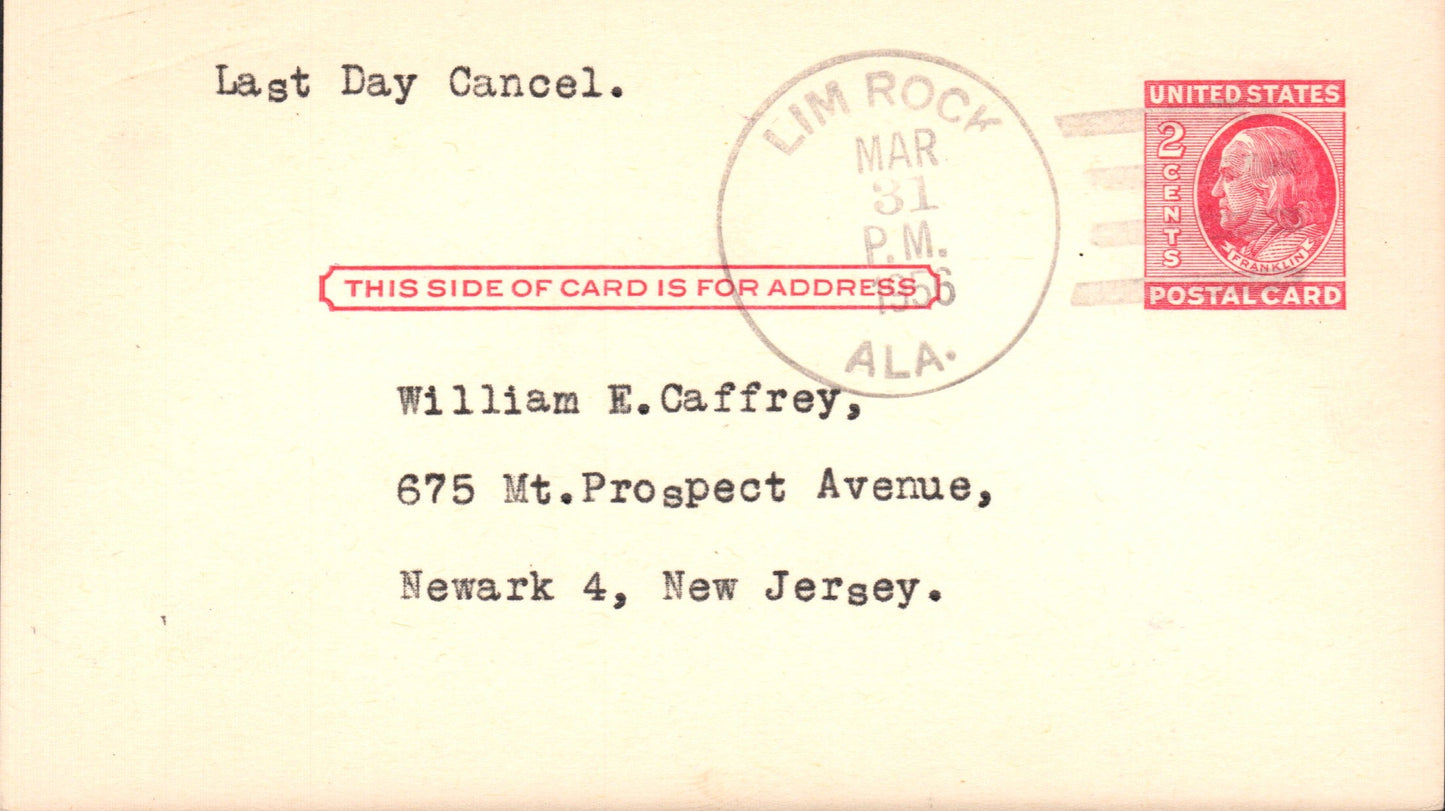 Last Day Cancel.
LIM ROCK
MAR
31
P.M.
1956
ALA.
UNITED STATES
2 CENTS
FRANKLIN
POSTAL CARD
THIS SIDE OF CARD IS FOR ADDRESS
William E.Caffrey,
675 Mt.Prospect Avenue,
Newark 4, New Jersey.